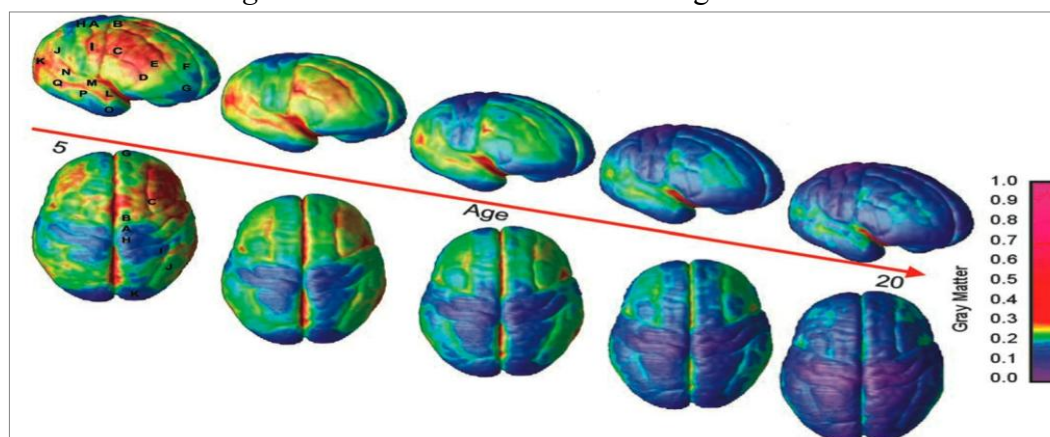 H A B
J I C
K E F
N M D
Q L G
P
O
5
Age
20
G
C
B
A
H
I
J
K
Gray Matter
1.0
0.9
0.8
0.7
0.6
0.5
0.4
0.3
0.2
0.1
0.0